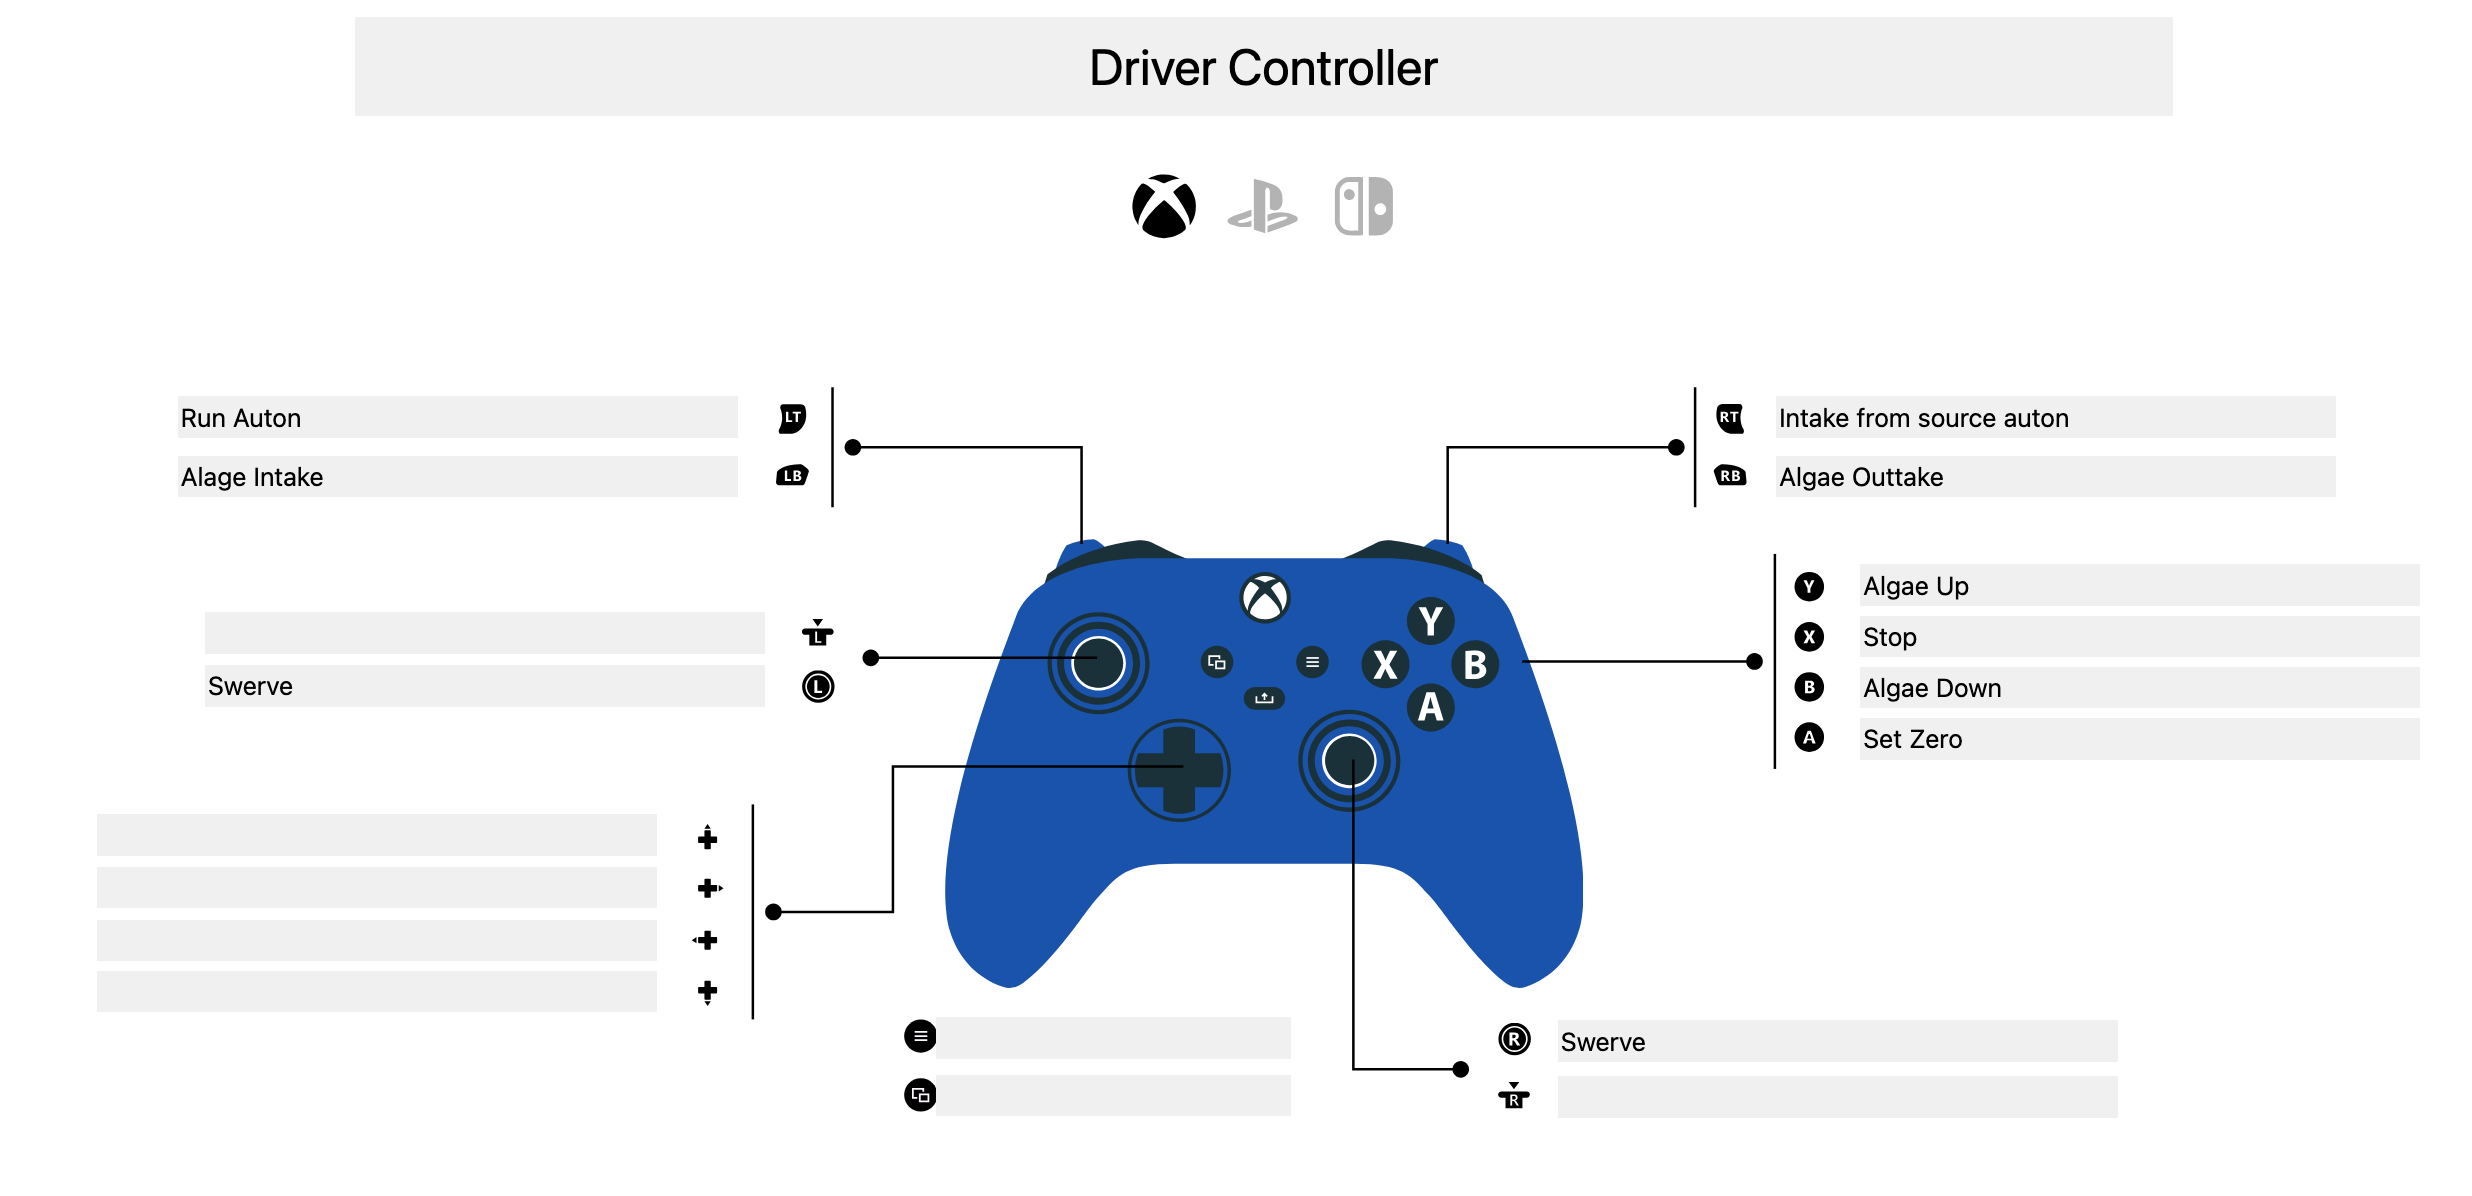 Driver Controller
Run Auton
LT
Alage Intake
LB
RT
Intake from source auton
RB
Algae Outtake
L
Swerve
L
Y
X
B
A
Y
Algae Up
X
Stop
B
Algae Down
A
Set Zero
R
Swerve
R